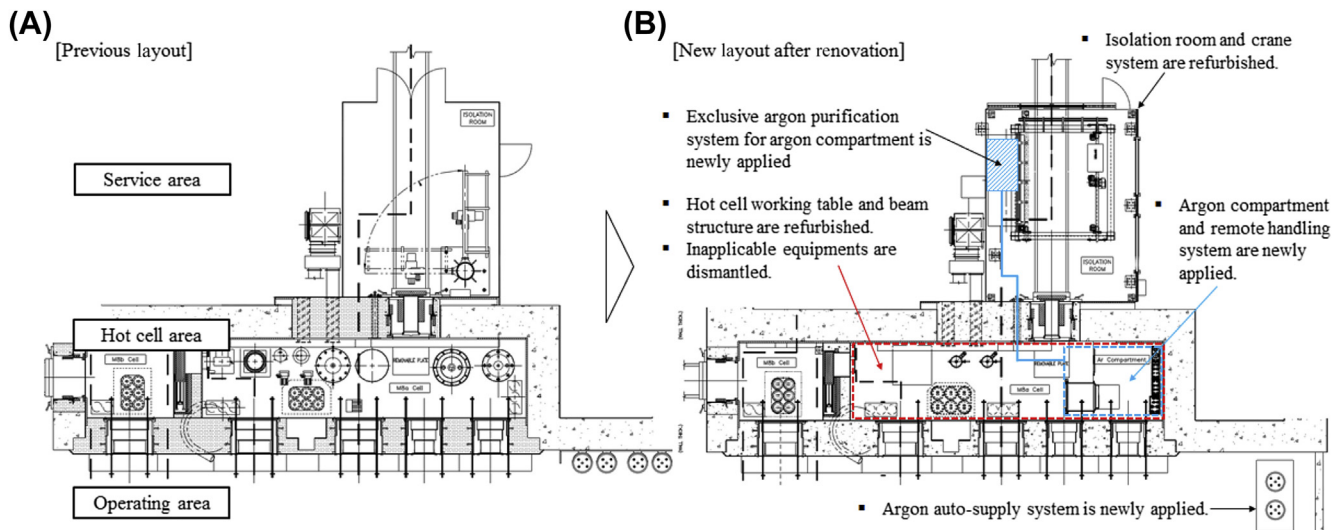 (A)
[Previous layout]
ISOLATION
ROOM
Service area
Hot cell area
M8b Cell
REMOVABLE PLATE
M8a Cell
Operating area
(B)
[New layout after renovation]
▪ Isolation room and crane
system are refurbished.
▪ Exclusive argon purification
system for argon compartment is
newly applied
▪ Hot cell working table and beam
structure are refurbished.
▪ Inapplicable equipments are
dismantled.
▪ Argon compartment
and remote handling
system are newly
applied.
ISOLATION
ROOM
M8b Cell
REMOVABLE PLATE
Ar Compartment
M8a Cell
▪ Argon auto-supply system is newly applied.